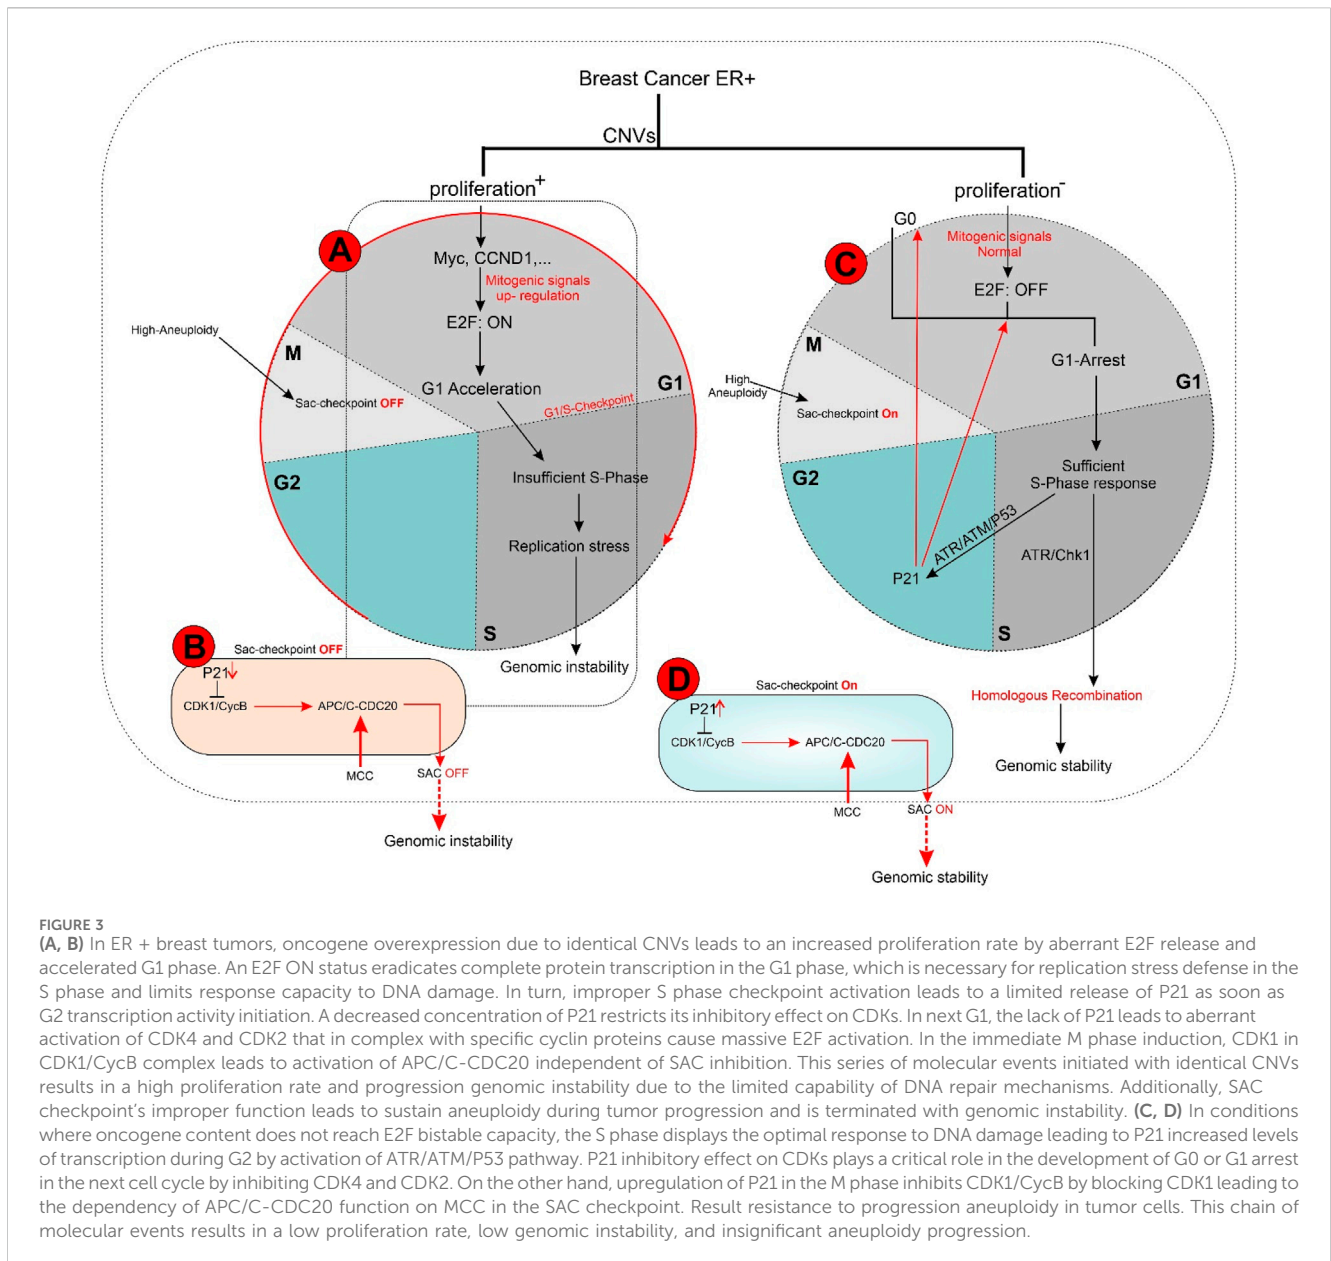 Breast Cancer ER+
CNVs
proliferation+
proliferation-
A
Myc, CCND1,...
Mitogenic signals
up- regulation
E2F: ON
G1 Acceleration
G1/S-Checkpoint
High-Aneuploidy
M
Sac-checkpoint OFF
G1
G2
Insufficient S-Phase
Replication stress
S
Genomic instability
B
Sac-checkpoint OFF
P21
CDK1/CycB
APC/C-CDC20
MCC
SAC OFF
Genomic instability
C
G0
Mitogenic signals
Normal
E2F: OFF
G1-Arrest
M
G1
High
Aneuploidy
Sac-checkpoint On
G2
Sufficient
S-Phase response
ATR/ATM/P53
ATR/Chk1
P21
S
Homologous Recombination
Genomic stability
D
Sac-checkpoint On
P21
CDK1/CycB
APC/C-CDC20
MCC
SAC ON
Genomic stability
FIGURE 3
(A, B) In ER + breast tumors, oncogene overexpression due to identical CNVs leads to an increased proliferation rate by aberrant E2F release and
accelerated G1 phase. An E2F ON status eradicates complete protein transcription in the G1 phase, which is necessary for replication stress defense in the
S phase and limits response capacity to DNA damage. In turn, improper S phase checkpoint activation leads to a limited release of P21 as soon as
G2 transcription activity initiation. A decreased concentration of P21 restricts its inhibitory effect on CDKs. In next G1, the lack of P21 leads to aberrant
activation of CDK4 and CDK2 that in complex with specific cyclin proteins cause massive E2F activation. In the immediate M phase induction, CDK1 in
CDK1/CycB complex leads to activation of APC/C-CDC20 independent of SAC inhibition. This series of molecular events initiated with identical CNVs
results in a high proliferation rate and progression genomic instability due to the limited capability of DNA repair mechanisms. Additionally, SAC
checkpoint's improper function leads to sustain aneuploidy during tumor progression and is terminated with genomic instability. (C, D) In conditions
where oncogene content does not reach E2F bistable capacity, the S phase displays the optimal response to DNA damage leading to P21 increased levels
of transcription during G2 by activation of ATR/ATM/P53 pathway. P21 inhibitory effect on CDKs plays a critical role in the development of G0 or G1 arrest
in the next cell cycle by inhibiting CDK4 and CDK2. On the other hand, upregulation of P21 in the M phase inhibits CDK1/CycB by blocking CDK1 leading to
the dependency of APC/C-CDC20 function on MCC in the SAC checkpoint. Result resistance to progression aneuploidy in tumor cells. This chain of
molecular events results in a low proliferation rate, low genomic instability, and insignificant aneuploidy progression.